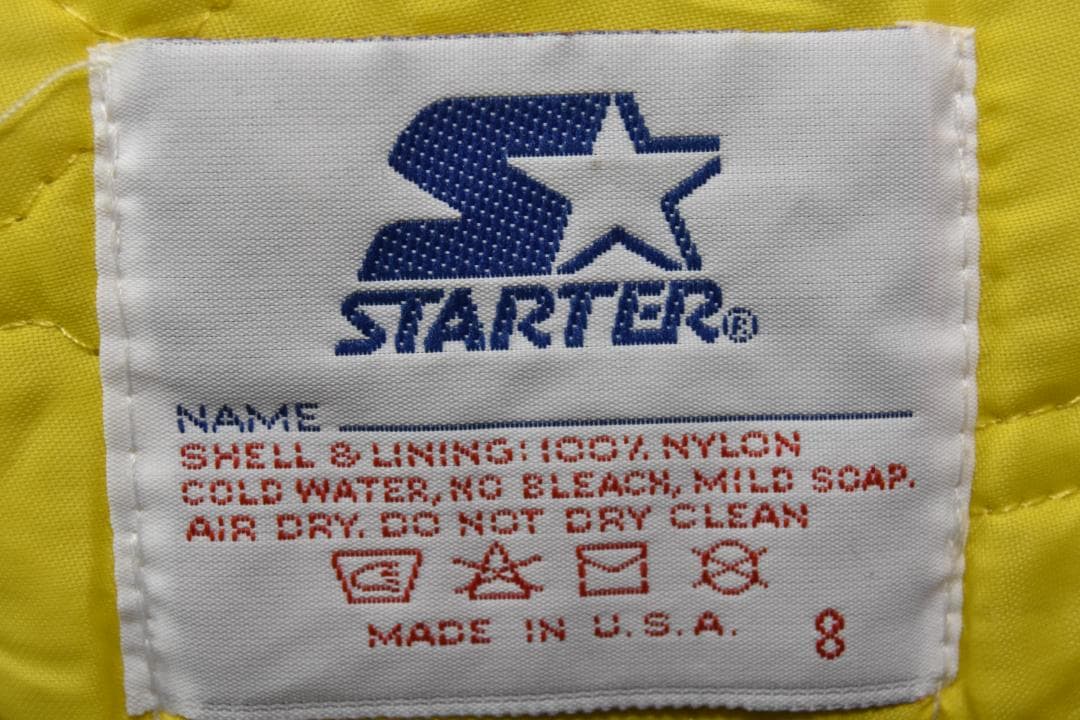 STARTER®
NAME
SHELL & LINING: 100% NYLON
COLD WATER, NO BLEACH, MILD SOAP.
AIR DRY. DO NOT DRY CLEAN
MADE IN U.S.A. 8